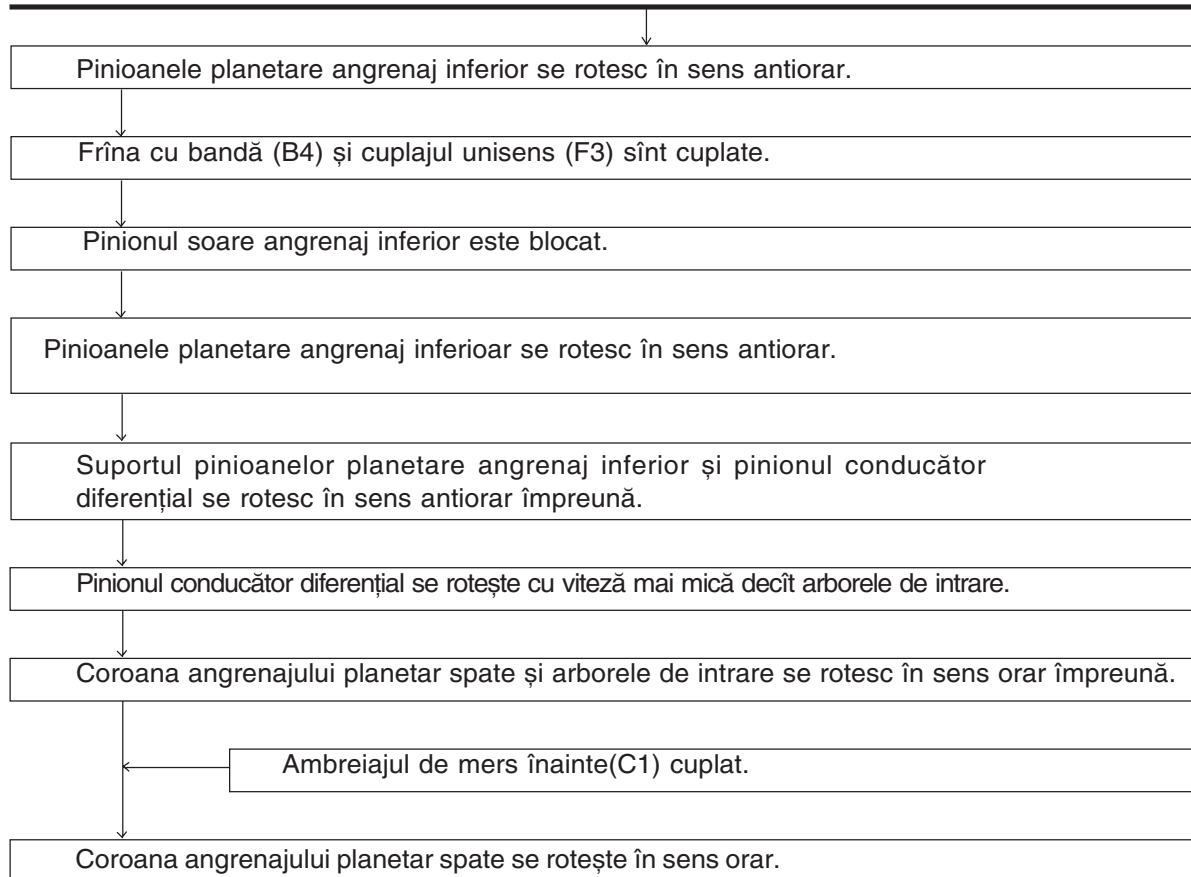 Pinioanele planetare angrenaj inferior se rotesc în sens antiorar.
Frîna cu bandă (B4) și cuplajul unisens (F3) sînt cuplate.
Pinionul soare angrenaj inferior este blocat.
Pinioanele planetare angrenaj inferioar se rotesc în sens antiorar.
Suportul pinioanelor planetare angrenaj inferior și pinionul conducător
diferențial se rotesc în sens antiorar împreună.
Pinionul conducător diferențial se rotește cu viteză mai mică decît arborele de intrare.
Coroana angrenajului planetar spate și arborele de intrare se rotesc în sens orar împreună.
Ambreiajul de mers înainte(C1) cuplat.
Coroana angrenajului planetar spate se rotește în sens orar.